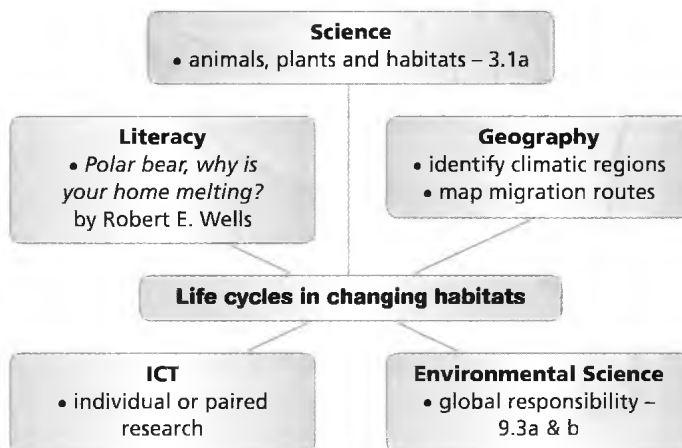 Science
• animals, plants and habitats – 3.1a
Literacy
• Polar bear, why is
your home melting?
by Robert E. Wells
Geography
• identify climatic regions
• map migration routes
Life cycles in changing habitats
ICT
• individual or paired
research
Environmental Science
• global responsibility –
9.3a & b